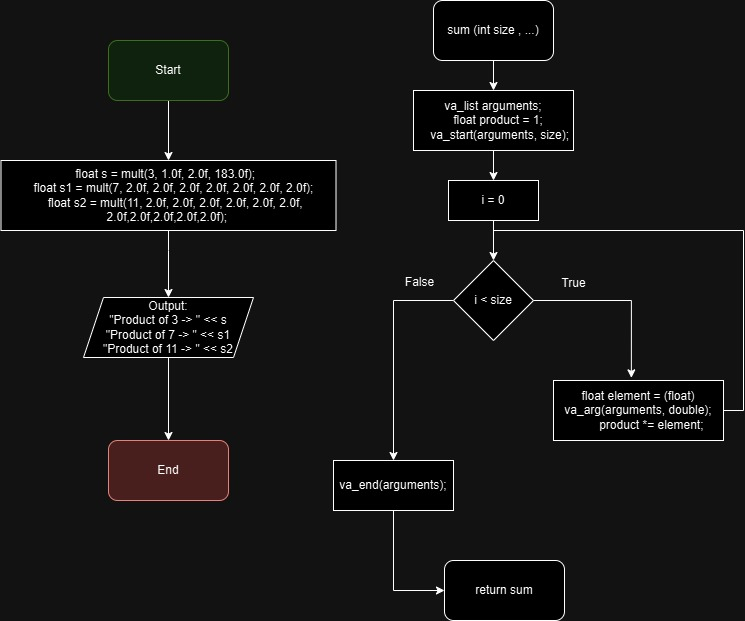 Start
float s = mult(3, 1.0f, 2.0f, 183.0f);
float s1 = mult(7, 2.0f, 2.0f, 2.0f, 2.0f, 2.0f, 2.0f, 2.0f);
float s2 = mult(11, 2.0f, 2.0f, 2.0f, 2.0f, 2.0f, 2.0f,
2.0f,2.0f,2.0f,2.0f,2.0f);
Output:
"Product of 3 -> " << s
"Product of 7 -> " << s1
"Product of 11 -> " << s2
End
sum (int size , ...)
va_list arguments;
float product = 1;
va_start(arguments, size);
i = 0
i < size
False
True
float element = (float)
va_arg(arguments, double);
product *= element;
va_end(arguments);
return sum